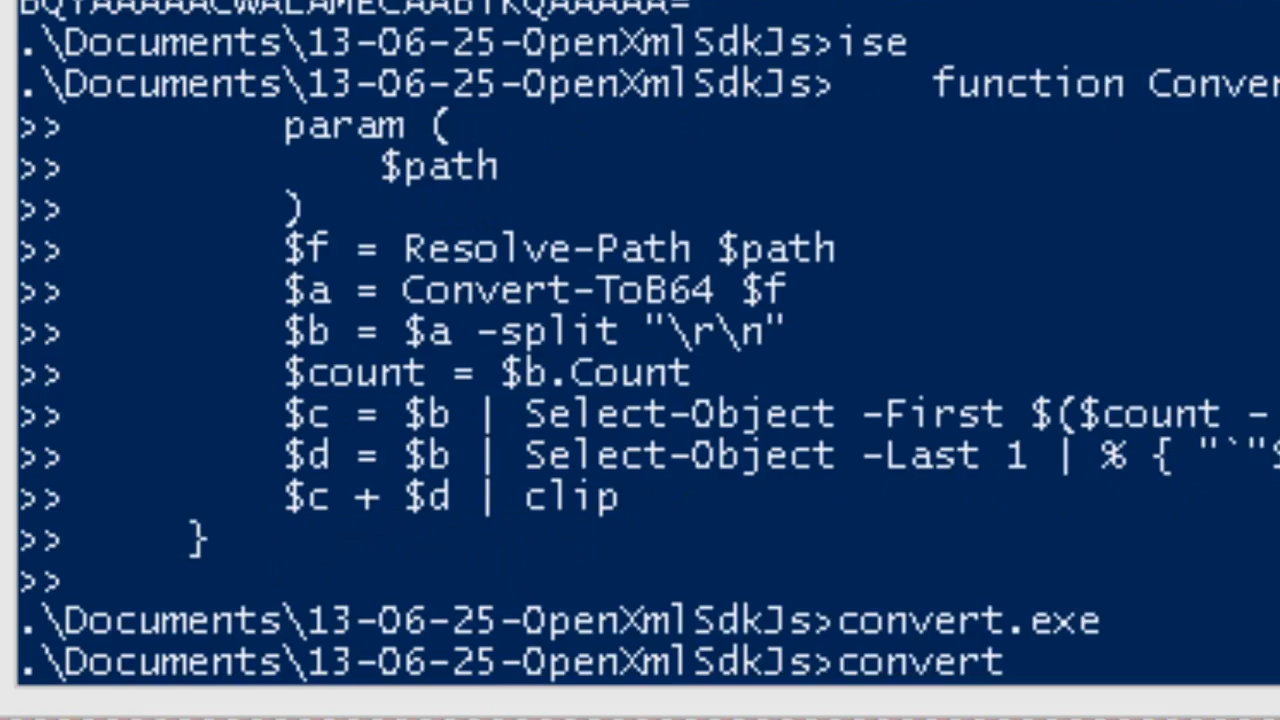 .\Documents\13-06-25-OpenXmlSdkJs>ise
.\Documents\13-06-25-OpenXmlSdkJs>    function Conver
>>         param (
>>             $path
>>         )
>>         $f = Resolve-Path $path
>>         $a = Convert-ToB64 $f
>>         $b = $a -split "\r\n"
>>         $count = $b.Count
>>         $c = $b | Select-Object -First $($count -
>>         $d = $b | Select-Object -Last 1 | % { "`"$
>>         $c + $d | clip
>>     }
>>
.\Documents\13-06-25-OpenXmlSdkJs>convert.exe
.\Documents\13-06-25-OpenXmlSdkJs>convert